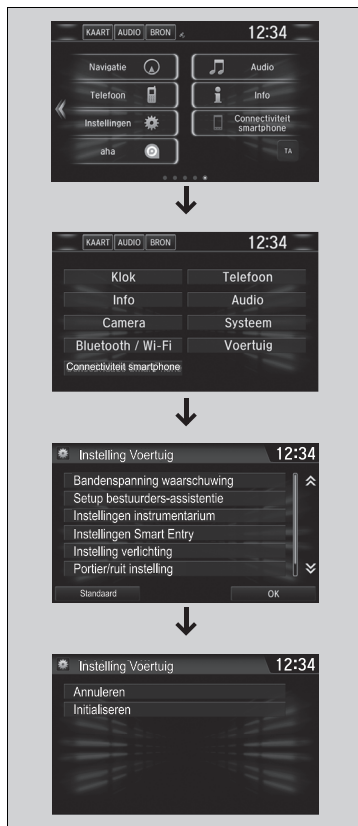 KAART AUDIO BRON 12:34
Navigatie Audio
Telefoon Info
Instellingen Connectiviteit smartphone
aha TA
KAART AUDIO BRON 12:34
Klok Telefoon
Info Audio
Camera Systeem
Bluetooth / Wi-Fi Voertuig
Connectiviteit smartphone
Instelling Voertuig 12:34
Bandenspanning waarschuwing
Setup bestuurders-assistentie
Instellingen instrumentarium
Instellingen Smart Entry
Instelling verlichting
Portier/ruit instelling
Standaard OK
Instelling Voertuig 12:34
Annuleren
Initialiseren